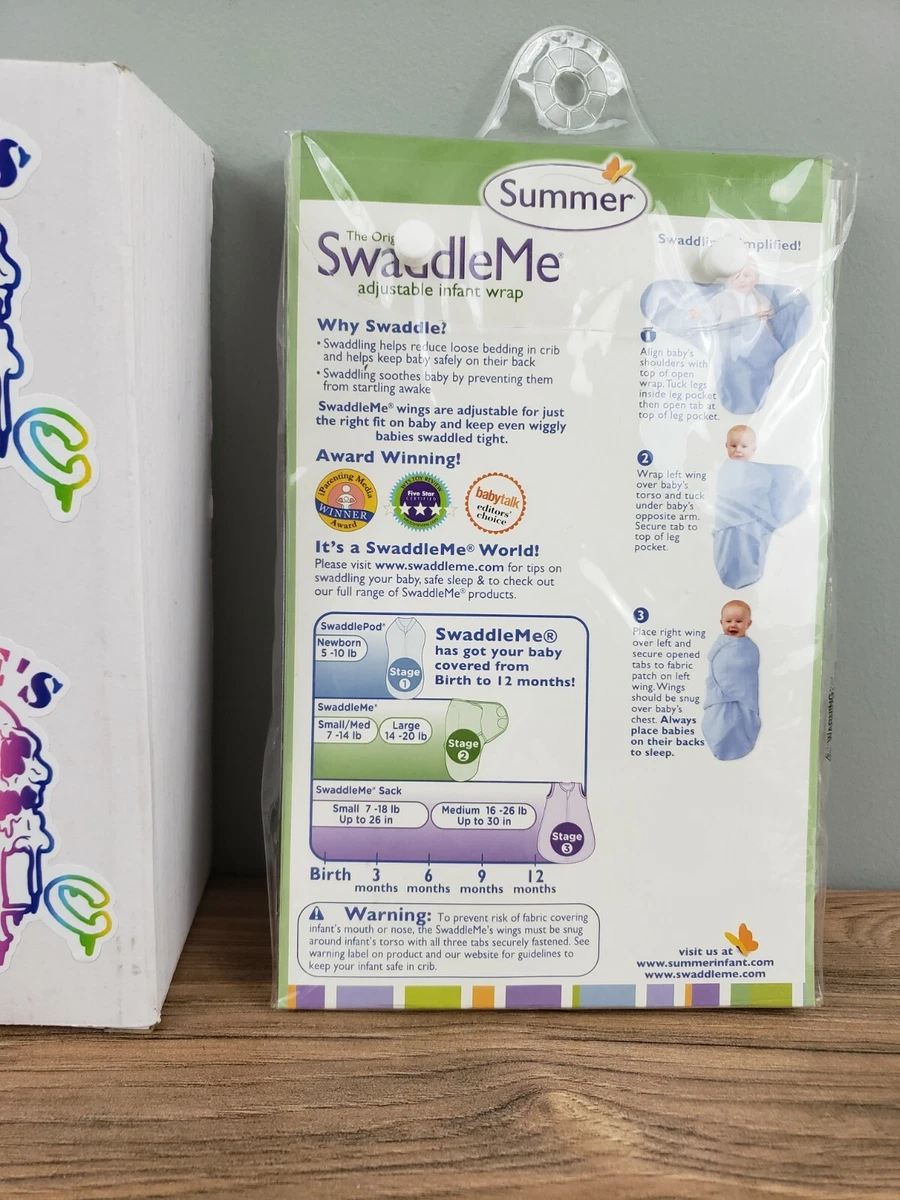 S
E'S
Summer
The Orig
SwaddleMe®
adjustable infant wrap
Why Swaddle?
• Swaddling helps reduce loose bedding in crib
and helps keep baby safely on their back
• Swaddling soothes baby by preventing them
from startling awake
SwaddleMe® wings are adjustable for just
the right fit on baby and keep even wiggly
babies swaddled tight.
Award Winning!
iParenting Media
WINNER
Award
Five Star
CERTIFIED
babytalk
editors'
choice
It's a SwaddleMe® World!
Please visit www.swaddleme.com for tips on
swaddling your baby, safe sleep & to check out
our full range of SwaddleMe® products.
SwaddlePod®
Newborn
5 -10 lb
Stage
1
SwaddleMe®
has got your baby
covered from
Birth to 12 months!
SwaddleMe®
Small/Med
7 -14 lb
Large
14 -20 lb
Stage
2
SwaddleMe® Sack
Small 7 -18 lb
Up to 26 in
Medium 16 -26 lb
Up to 30 in
Stage
3
Birth 3 6 9 12
months months months months
Warning: To prevent risk of fabric covering
infant's mouth or nose, the SwaddleMe's wings must be snug
around infant's torso with all three tabs securely fastened. See
warning label on product and our website for guidelines to
keep your infant safe in crib.
Swaddling Simplified!
1
Align baby's
shoulders with
top of open
wrap. Tuck legs
inside leg pocket
then open tab at
top of leg pocket.
2
Wrap left wing
over baby's
torso and tuck
under baby's
opposite arm.
Secure tab to
top of leg
pocket.
3
Place right wing
over left and
secure opened
tabs to fabric
patch on left
wing. Wings
should be snug
over baby's
chest. Always
place babies
on their backs
to sleep.
visit us at
www.summerinfant.com
www.swaddleme.com